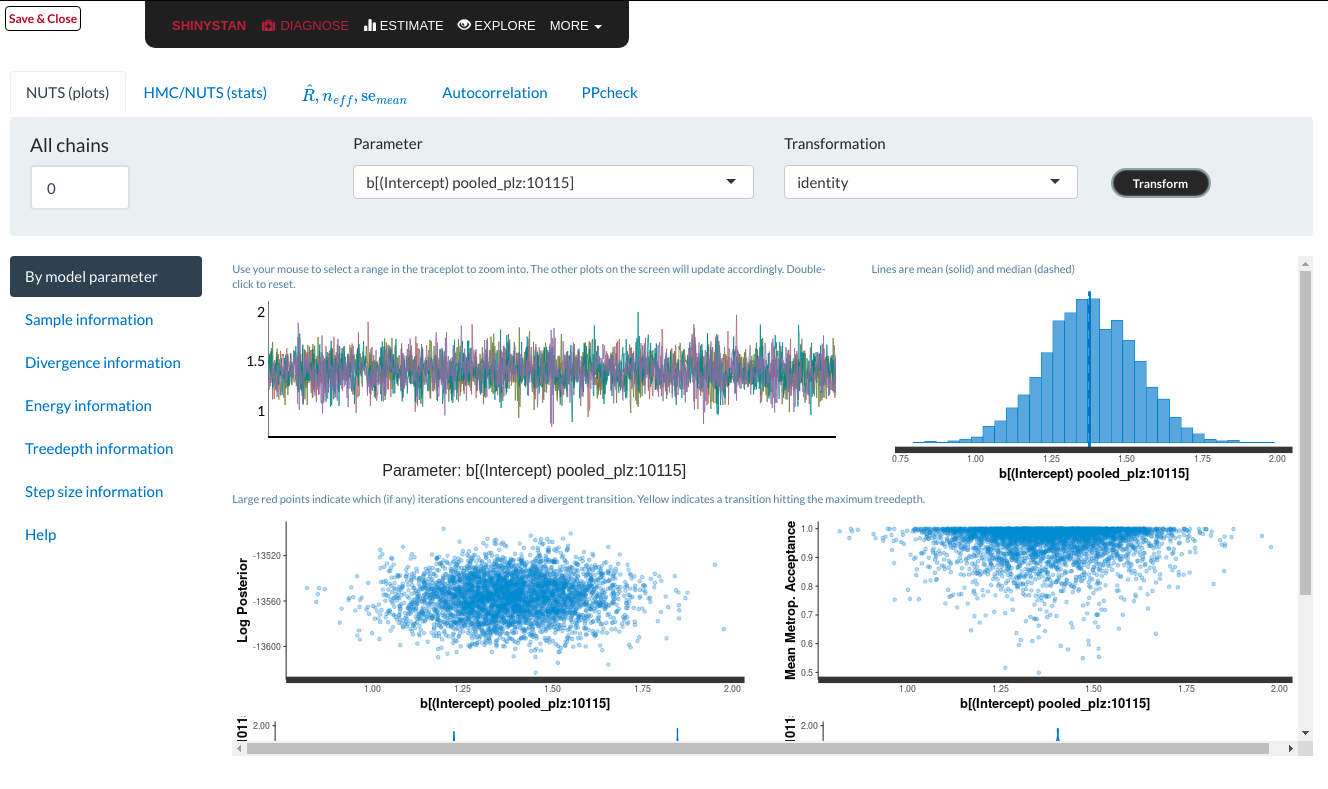 Save & Close
SHINYSTAN DIAGNOSE ESTIMATE EXPLORE MORE
NUTS (plots) HMC/NUTS (stats) R̂, n_eff, se_mean Autocorrelation PPcheck
All chains Parameter Transformation
0 b[(Intercept) pooled_plz:10115] identity Transform
By model parameter
Sample information
Divergence information
Energy information
Treedepth information
Step size information
Help
Use your mouse to select a range in the traceplot to zoom into. The other plots on the screen will update accordingly. Double-
click to reset.
2
1.5
1
Parameter: b[(Intercept) pooled_plz:10115]
Lines are mean (solid) and median (dashed)
0.75 1.00 1.25 1.50 1.75 2.00
b[(Intercept) pooled_plz:10115]
Large red points indicate which (if any) iterations encountered a divergent transition. Yellow indicates a transition hitting the maximum treedepth.
Log Posterior
-13520
-13560
-13600
1.00 1.25 1.50 1.75 2.00
b[(Intercept) pooled_plz:10115]
Mean Metrop. Acceptance
1.0
0.9
0.8
0.7
0.6
0.5
1.00 1.25 1.50 1.75 2.00
b[(Intercept) pooled_plz:10115]
2.00
2.00